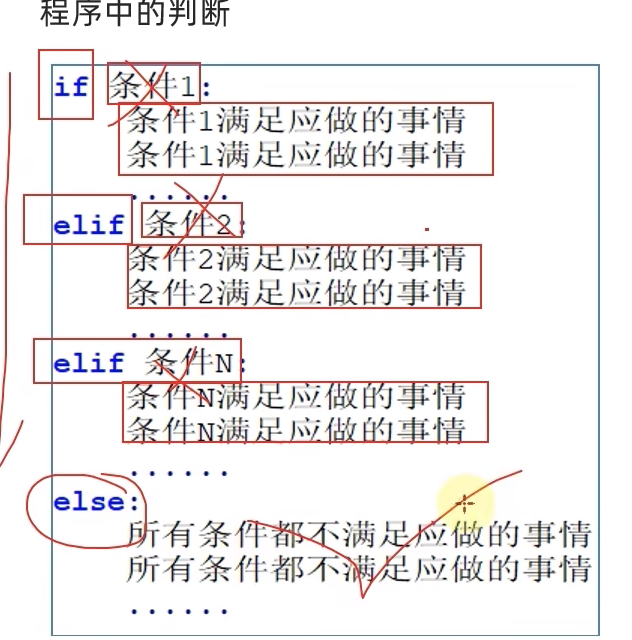 程序中的判断
if 条件1:
条件1满足应做的事情
条件1满足应做的事情
......
elif 条件2:
条件2满足应做的事情
条件2满足应做的事情
......
elif 条件N:
条件N满足应做的事情
条件N满足应做的事情
......
else:
所有条件都不满足应做的事情
所有条件都不满足应做的事情
......